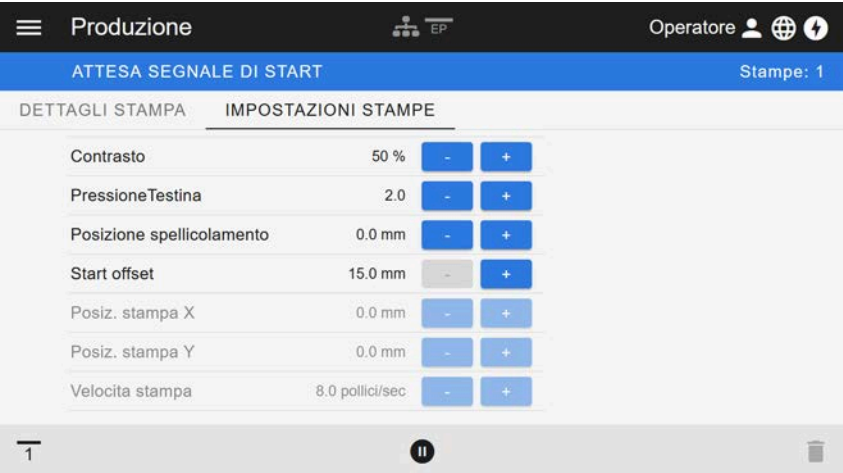 Produzione EP Operatore
ATTESA SEGNALE DI START Stampe: 1
DETTAGLI STAMPA IMPOSTAZIONI STAMPE
Contrasto 50 % - +
PressioneTestina 2.0 - +
Posizione spellicolamento 0.0 mm - +
Start offset 15.0 mm - +
Posiz. stampa X 0.0 mm - +
Posiz. stampa Y 0.0 mm - +
Velocita stampa 8.0 pollici/sec - +
1